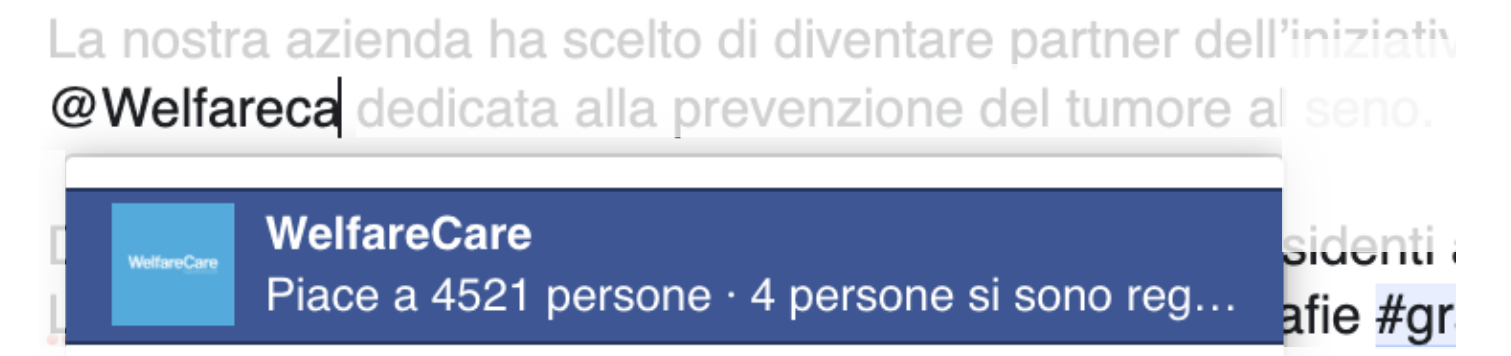 La nostra azienda ha scelto di diventare partner dell'iniziativ
@Welfareca dedicata alla prevenzione del tumore al seno.
WelfareCare
WelfareCare
Piace a 4521 persone · 4 persone si sono reg...
sidenti
afie #gr